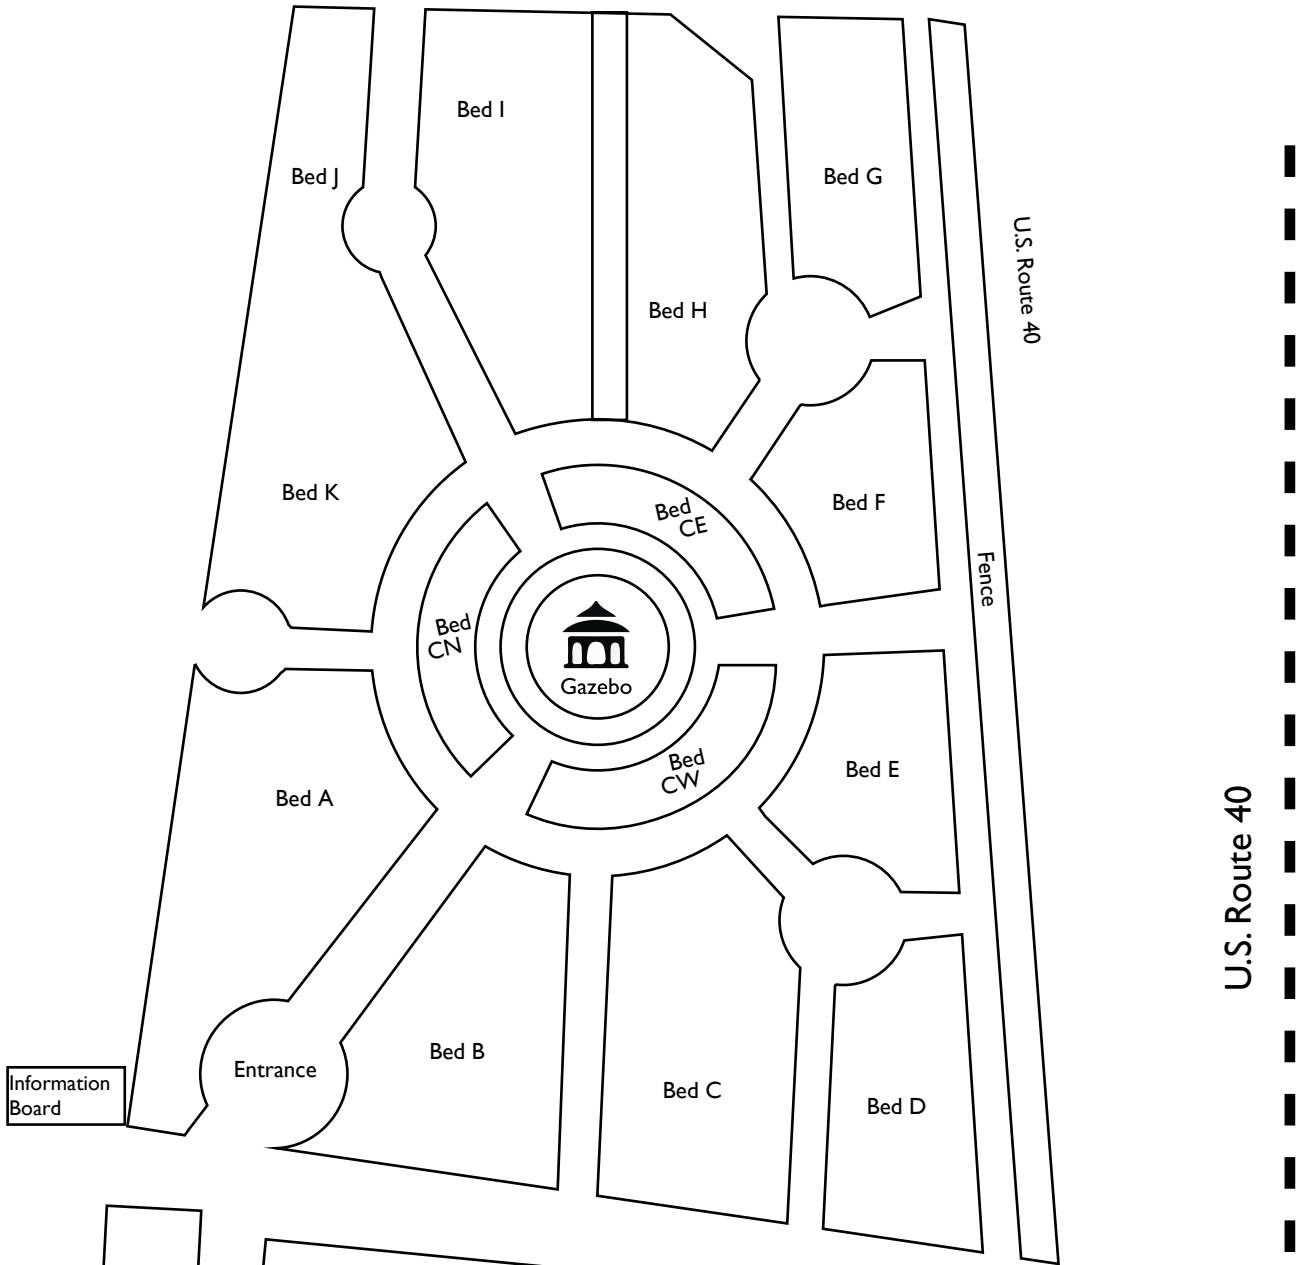 Bed I
Bed J
Bed G
U.S. Route 40
Bed H
Bed K
Bed F
Bed
CE
Fence
Bed
CN
Gazebo
Bed
CW
Bed E
Bed A
U.S. Route 40
Bed B
Entrance
Bed C
Information
Board
Bed D